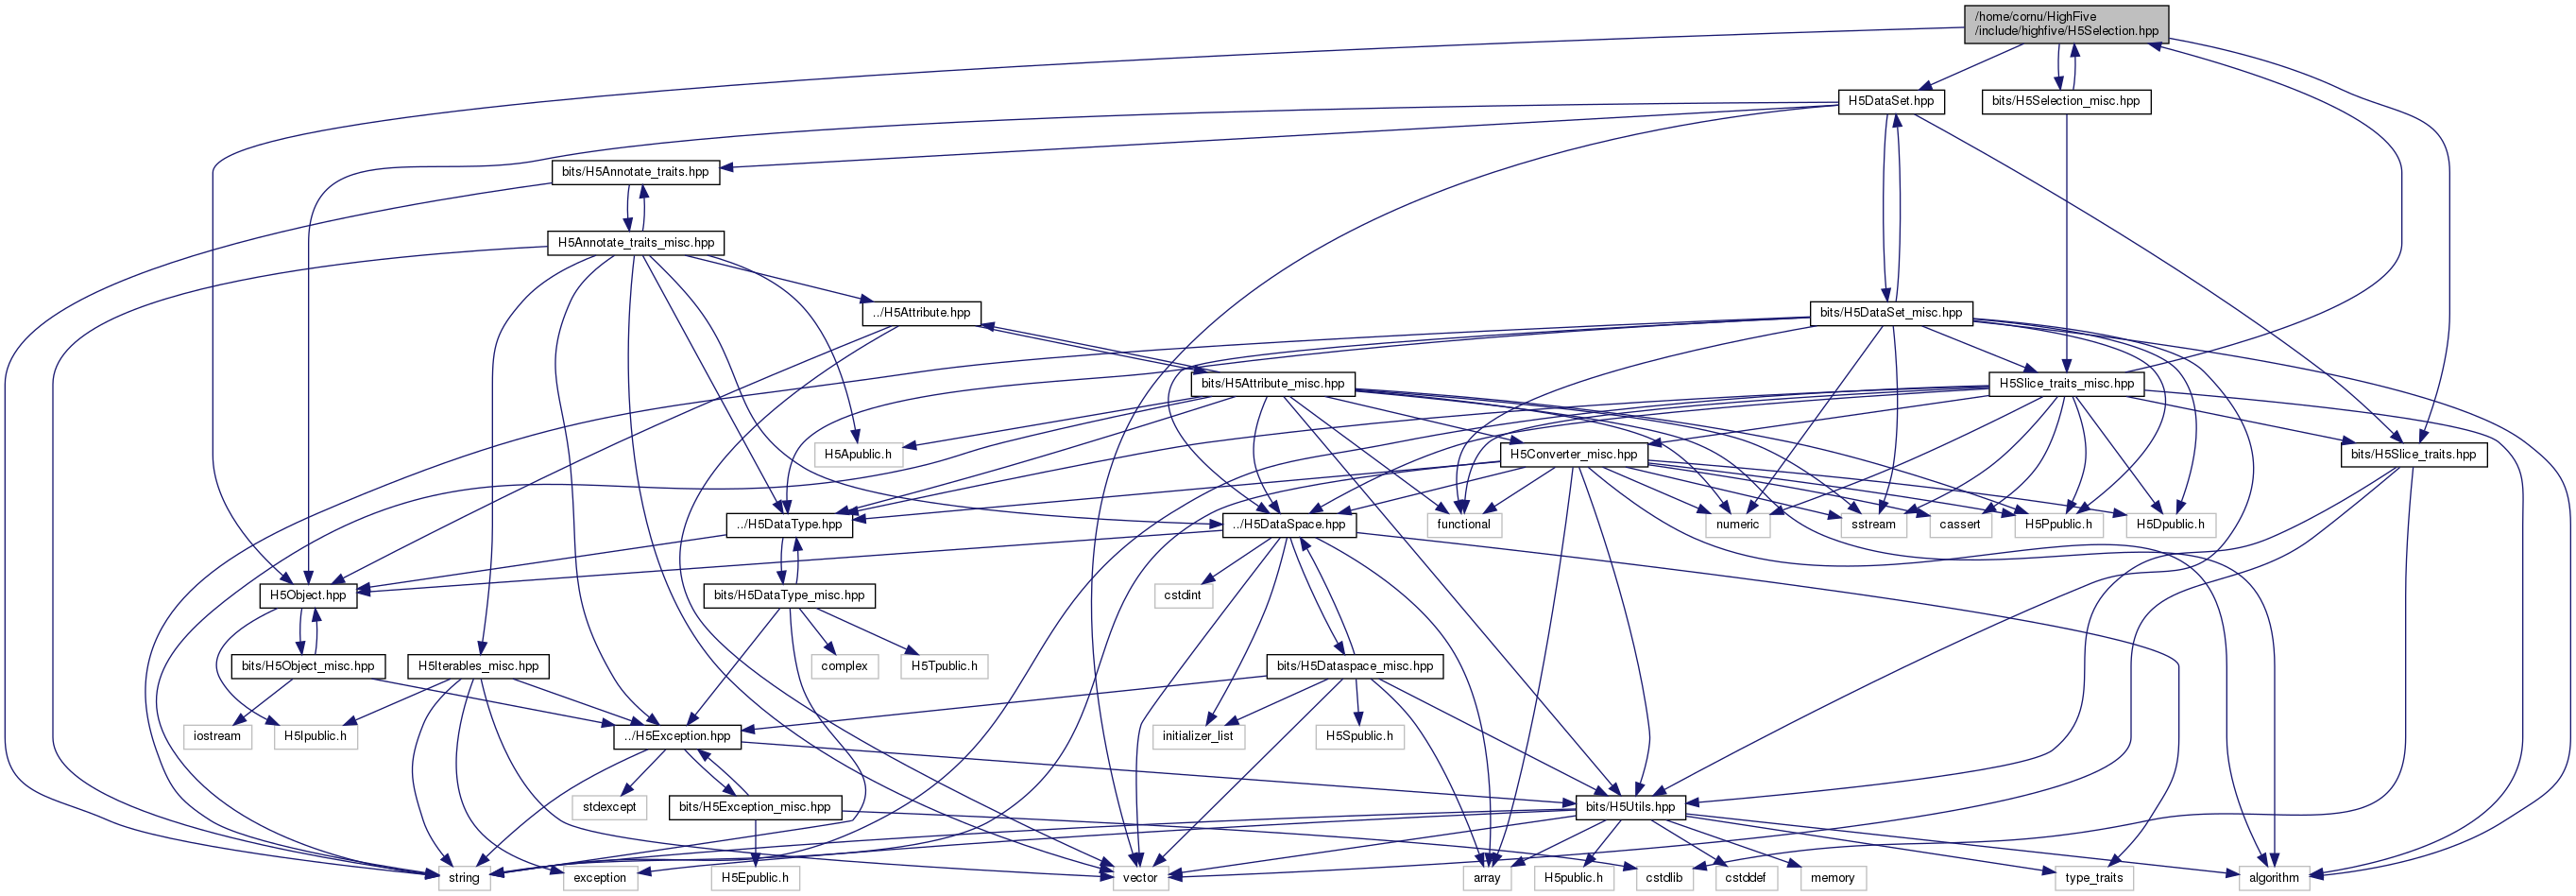 /home/cornu/HighFive
/include/highfive/H5Selection.hpp
H5DataSet.hpp
bits/H5Selection_misc.hpp
bits/H5Annotate_traits.hpp
H5Annotate_traits_misc.hpp
../H5Attribute.hpp
bits/H5DataSet_misc.hpp
bits/H5Attribute_misc.hpp
H5Slice_traits_misc.hpp
H5Apublic.h
H5Converter_misc.hpp
bits/H5Slice_traits.hpp
../H5DataType.hpp
../H5DataSpace.hpp
functional
numeric
sstream
cassert
H5Ppublic.h
H5Dpublic.h
H5Object.hpp
bits/H5DataType_misc.hpp
cstdint
bits/H5Object_misc.hpp
H5Iterables_misc.hpp
complex
H5Tpublic.h
bits/H5Dataspace_misc.hpp
iostream
H5Ipublic.h
../H5Exception.hpp
initializer_list
H5Spublic.h
stdexcept
bits/H5Exception_misc.hpp
bits/H5Utils.hpp
string
exception
H5Epublic.h
vector
array
H5public.h
cstdlib
cstddef
memory
type_traits
algorithm